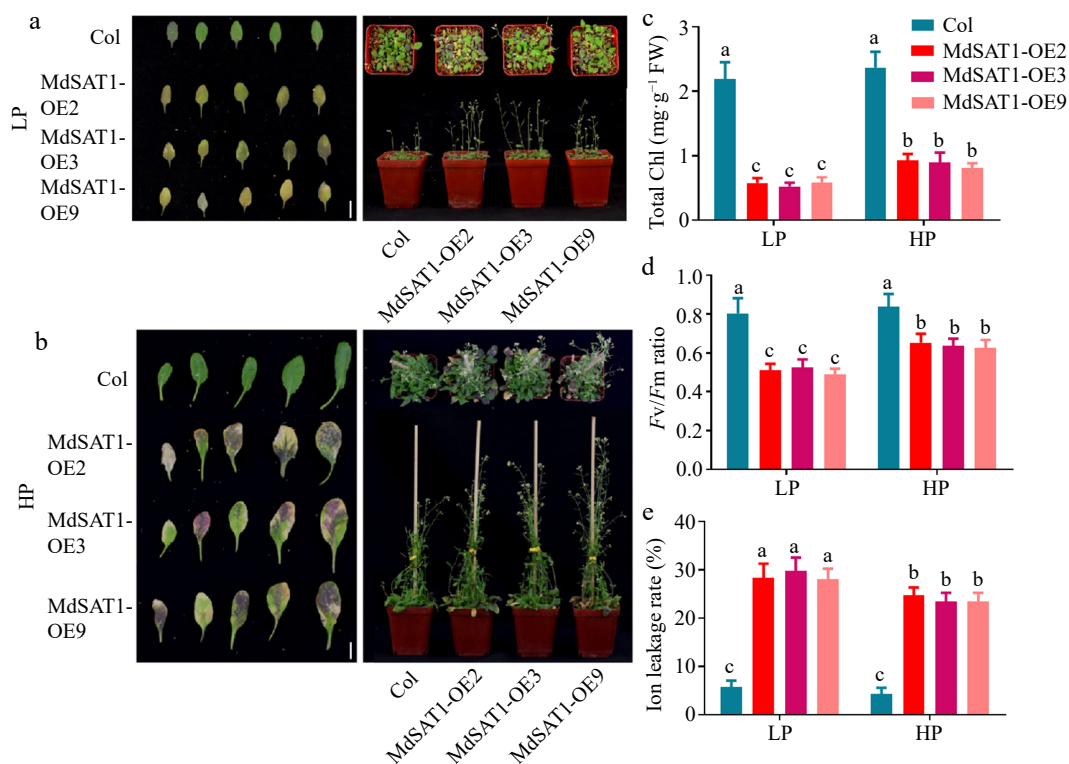 a
LP
Col
MdSAT1-
OE2
MdSAT1-
OE3
MdSAT1-
OE9
Col
MdSAT1-OE2
MdSAT1-OE3
MdSAT1-OE9
b
HP
Col
MdSAT1-
OE2
MdSAT1-
OE3
MdSAT1-
OE9
Col
MdSAT1-OE2
MdSAT1-OE3
MdSAT1-OE9
c
Total Chl (mg·g⁻¹ FW)
3
2
1
0
a
c
c
c
a
b
b
b
LP
HP
Col
MdSAT1-OE2
MdSAT1-OE3
MdSAT1-OE9
d
Fv/Fm ratio
1.0
0.8
0.6
0.4
0.2
0.0
a
c
c
c
a
b
b
b
LP
HP
e
Ion leakage rate (%)
40
30
20
10
0
c
a
a
a
c
b
b
b
LP
HP